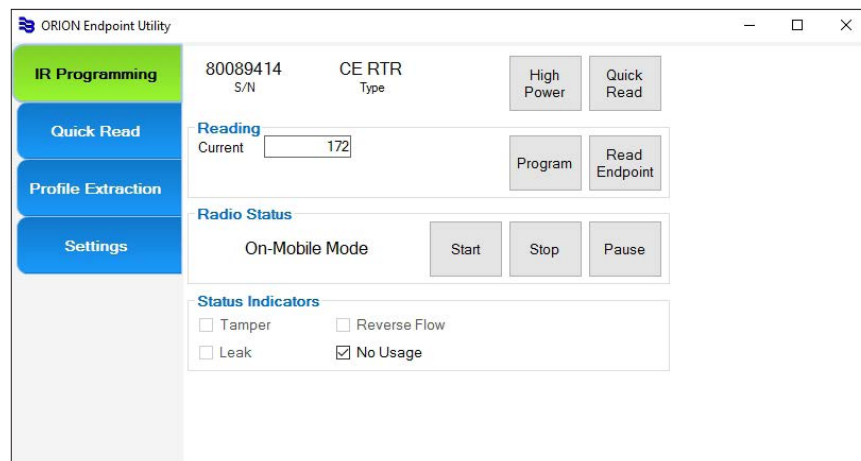 ORION Endpoint Utility
IR Programming
Quick Read
Profile Extraction
Settings
80089414 CE RTR
S/N Type
High Power
Quick Read
Reading
Current 172
Program
Read Endpoint
Radio Status
On-Mobile Mode
Start Stop Pause
Status Indicators
Tamper Reverse Flow
Leak No Usage